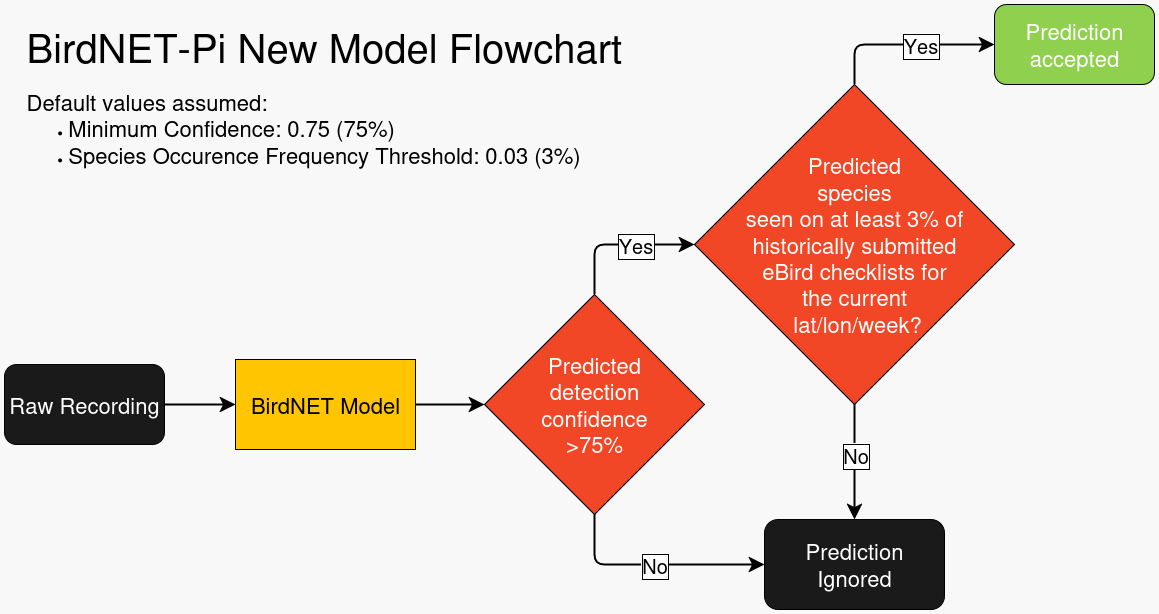 BirdNET-Pi New Model Flowchart
Default values assumed:
• Minimum Confidence: 0.75 (75%)
• Species Occurence Frequency Threshold: 0.03 (3%)
Raw Recording
BirdNET Model
Predicted
detection
confidence
>75%
Yes
No
Predicted
species
seen on at least 3% of
historically submitted
eBird checklists for
the current
lat/lon/week?
Yes
No
Prediction
accepted
Prediction
Ignored